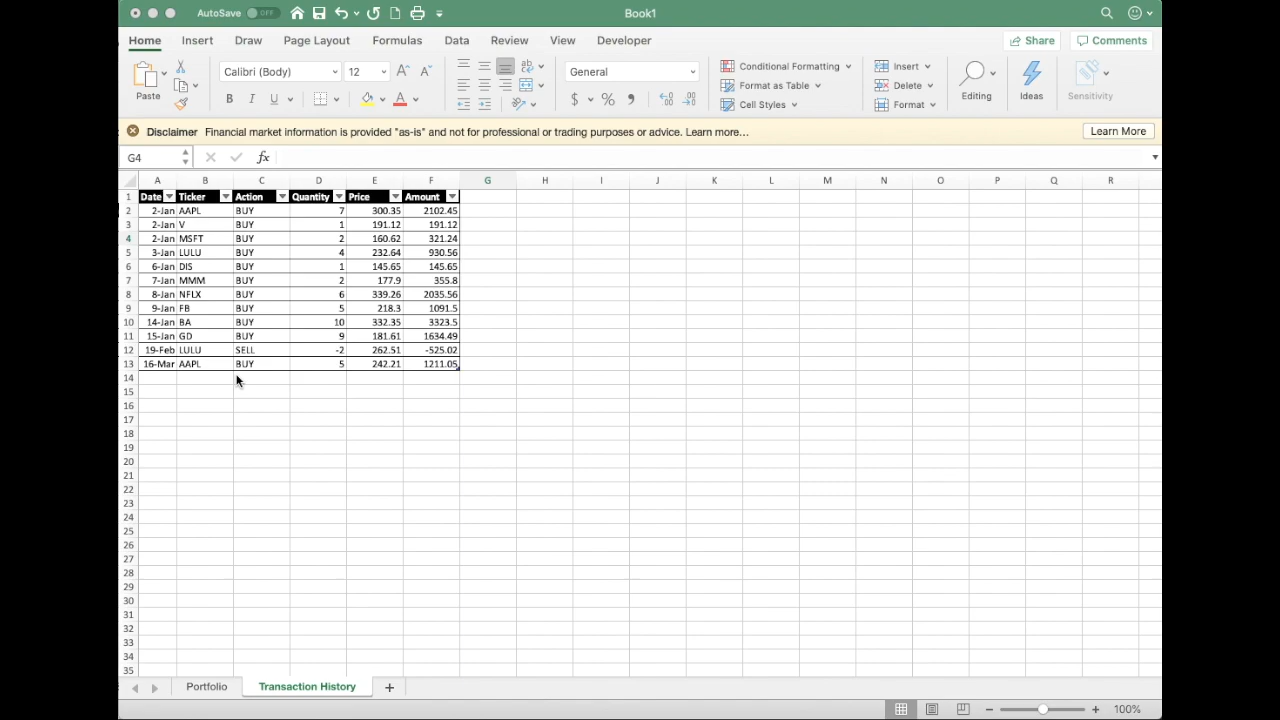 AutoSave OFF Book1
Home Insert Draw Page Layout Formulas Data Review View Developer Share Comments
Paste Calibri (Body) 12 A A General Conditional Formatting Insert Editing Ideas Sensitivity
B I U A $ % Format as Table Delete
Cell Styles Format
Disclaimer Financial market information is provided "as-is" and not for professional or trading purposes or advice. Learn more... Learn More
G4 fx
A B C D E F G H I J K L M N O P Q R
1 Date Ticker Action Quantity Price Amount
2 2-Jan AAPL BUY 7 300.35 2102.45
3 2-Jan V BUY 1 191.12 191.12
4 2-Jan MSFT BUY 2 160.62 321.24
5 3-Jan LULU BUY 4 232.64 930.56
6 6-Jan DIS BUY 1 145.65 145.65
7 7-Jan MMM BUY 2 177.9 355.8
8 8-Jan NFLX BUY 6 339.26 2035.56
9 9-Jan FB BUY 5 218.3 1091.5
10 14-Jan BA BUY 10 332.35 3323.5
11 15-Jan GD BUY 9 181.61 1634.49
12 19-Feb LULU SELL -2 262.51 -525.02
13 16-Mar AAPL BUY 5 242.21 1211.05
14
15
16
17
18
19
20
21
22
23
24
25
26
27
28
29
30
31
32
33
34
35
Portfolio Transaction History
100%